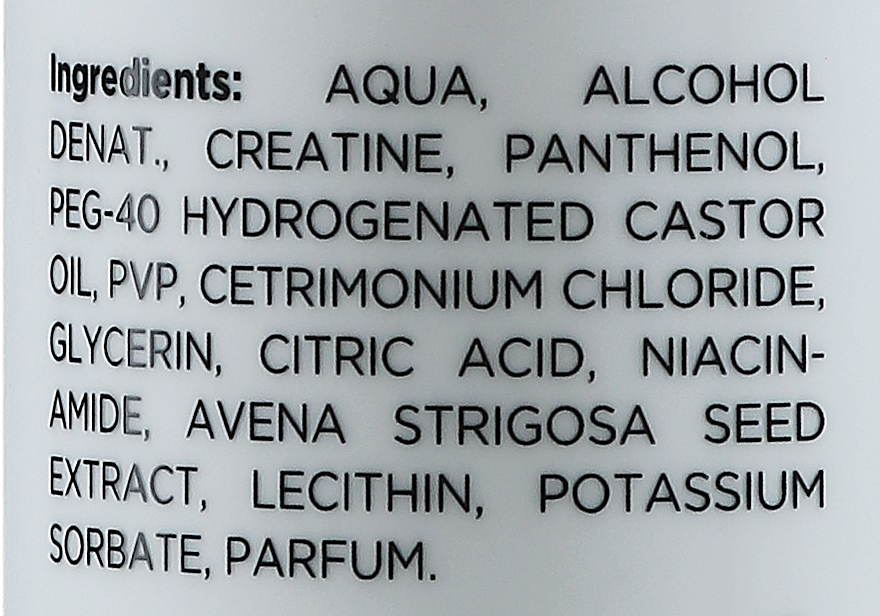 Ingredients: AQUA, ALCOHOL
DENAT., CREATINE, PANTHENOL,
PEG-40 HYDROGENATED CASTOR
OIL, PVP, CETRIMONIUM CHLORIDE,
GLYCERIN, CITRIC ACID, NIACIN-
AMIDE, AVENA STRIGOSA SEED
EXTRACT, LECITHIN, POTASSIUM
SORBATE, PARFUM.